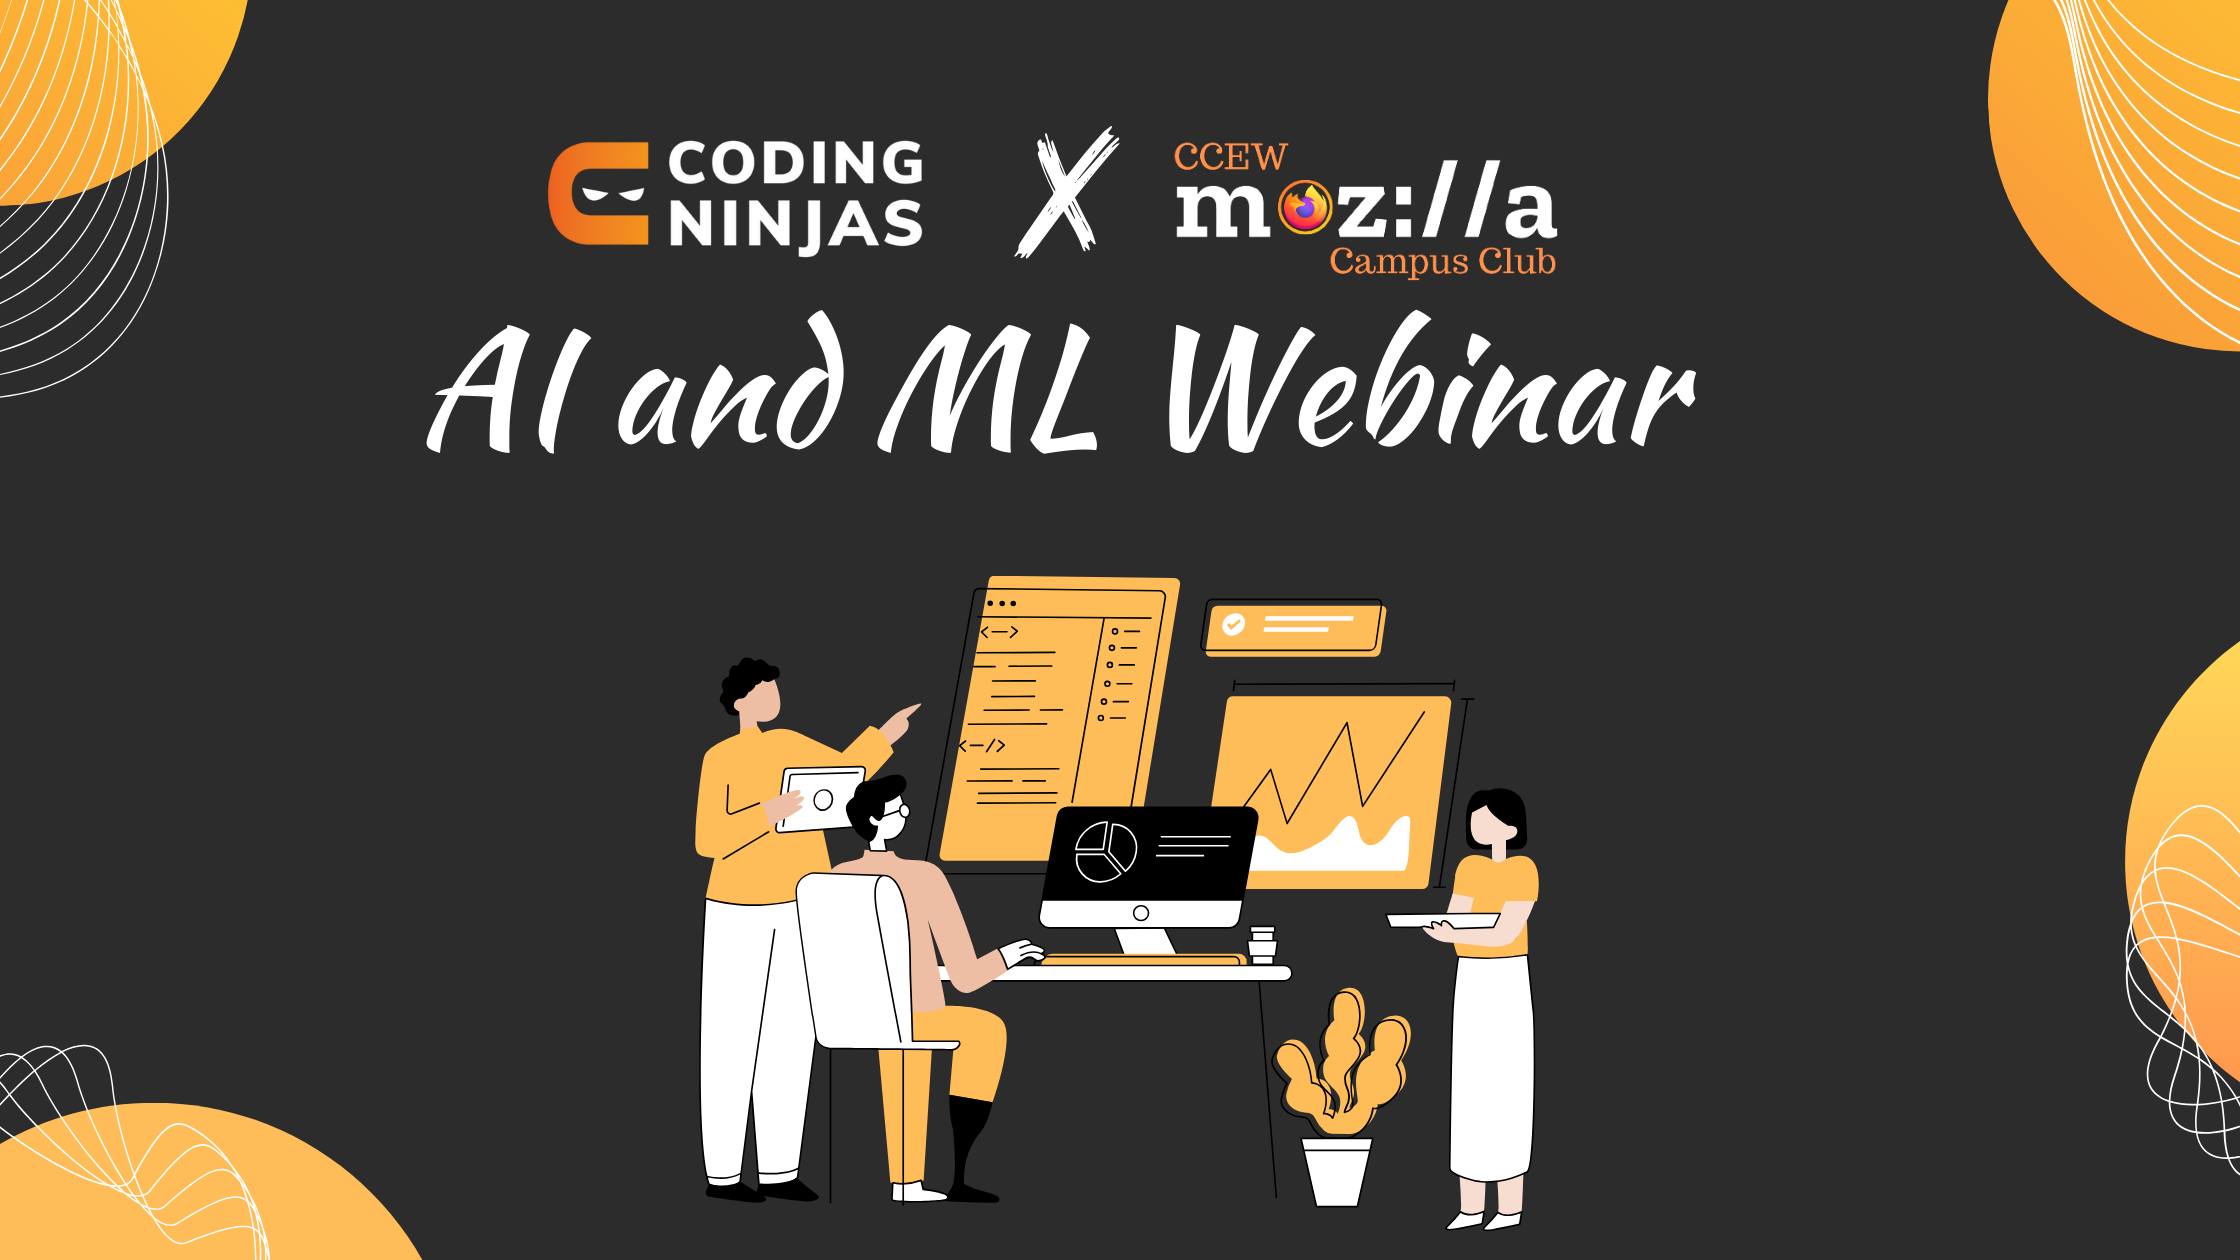 CODING
NINJAS
X
CCEW
moz://a
Campus Club
AI and ML Webinar